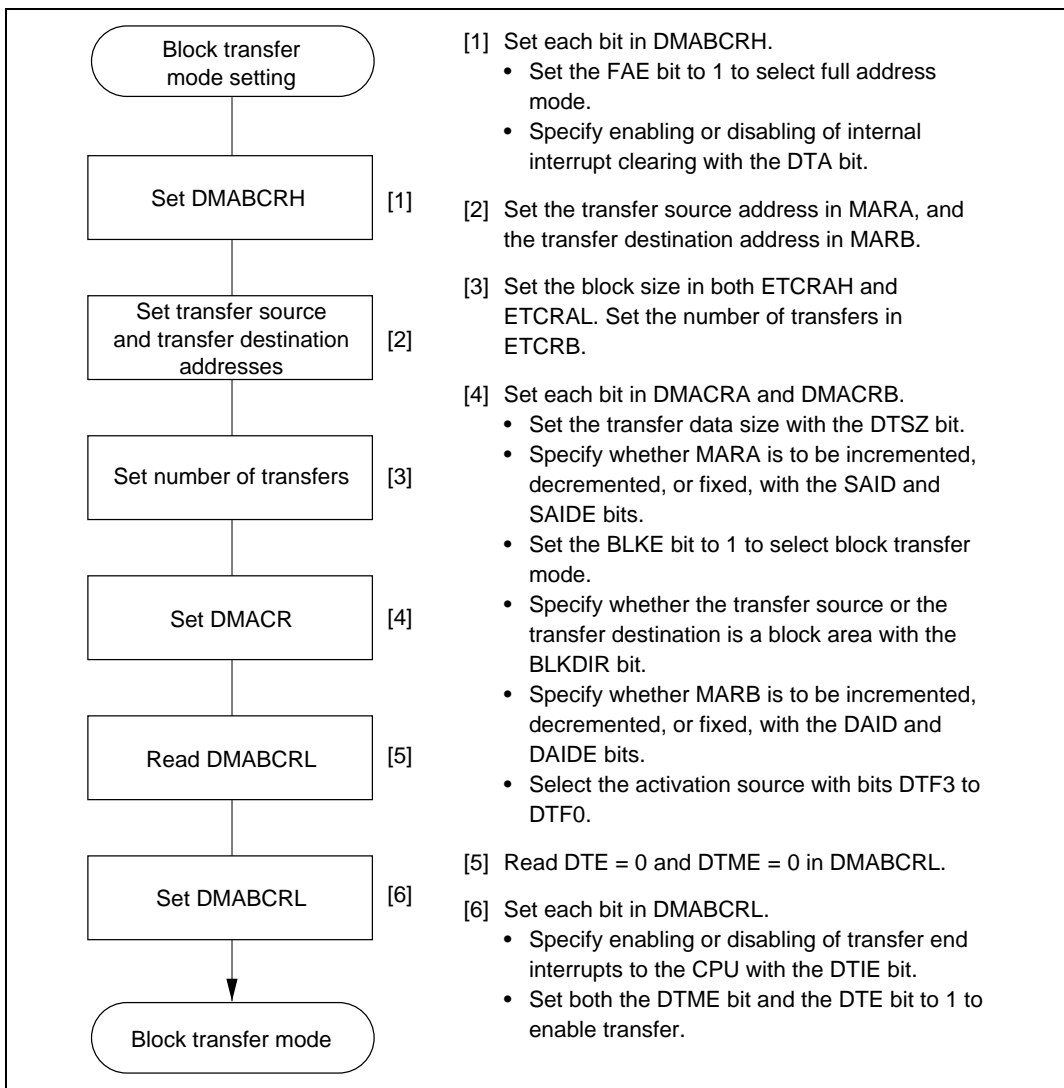 Block transfer
mode setting
Set DMABCRH
[1]
Set transfer source
and transfer destination
addresses
[2]
Set number of transfers
[3]
Set DMACR
[4]
Read DMABCRL
[5]
Set DMABCRL
[6]
Block transfer mode
[1] Set each bit in DMABCRH.
• Set the FAE bit to 1 to select full address
mode.
• Specify enabling or disabling of internal
interrupt clearing with the DTA bit.
[2] Set the transfer source address in MARA, and
the transfer destination address in MARB.
[3] Set the block size in both ETCRAH and
ETCRAL. Set the number of transfers in
ETCRB.
[4] Set each bit in DMACRA and DMACRB.
• Set the transfer data size with the DTSZ bit.
• Specify whether MARA is to be incremented,
decremented, or fixed, with the SAID and
SAIDE bits.
• Set the BLKE bit to 1 to select block transfer
mode.
• Specify whether the transfer source or the
transfer destination is a block area with the
BLKDIR bit.
• Specify whether MARB is to be incremented,
decremented, or fixed, with the DAID and
DAIDE bits.
• Select the activation source with bits DTF3 to
DTF0.
[5] Read DTE = 0 and DTME = 0 in DMABCRL.
[6] Set each bit in DMABCRL.
• Specify enabling or disabling of transfer end
interrupts to the CPU with the DTIE bit.
• Set both the DTME bit and the DTE bit to 1 to
enable transfer.